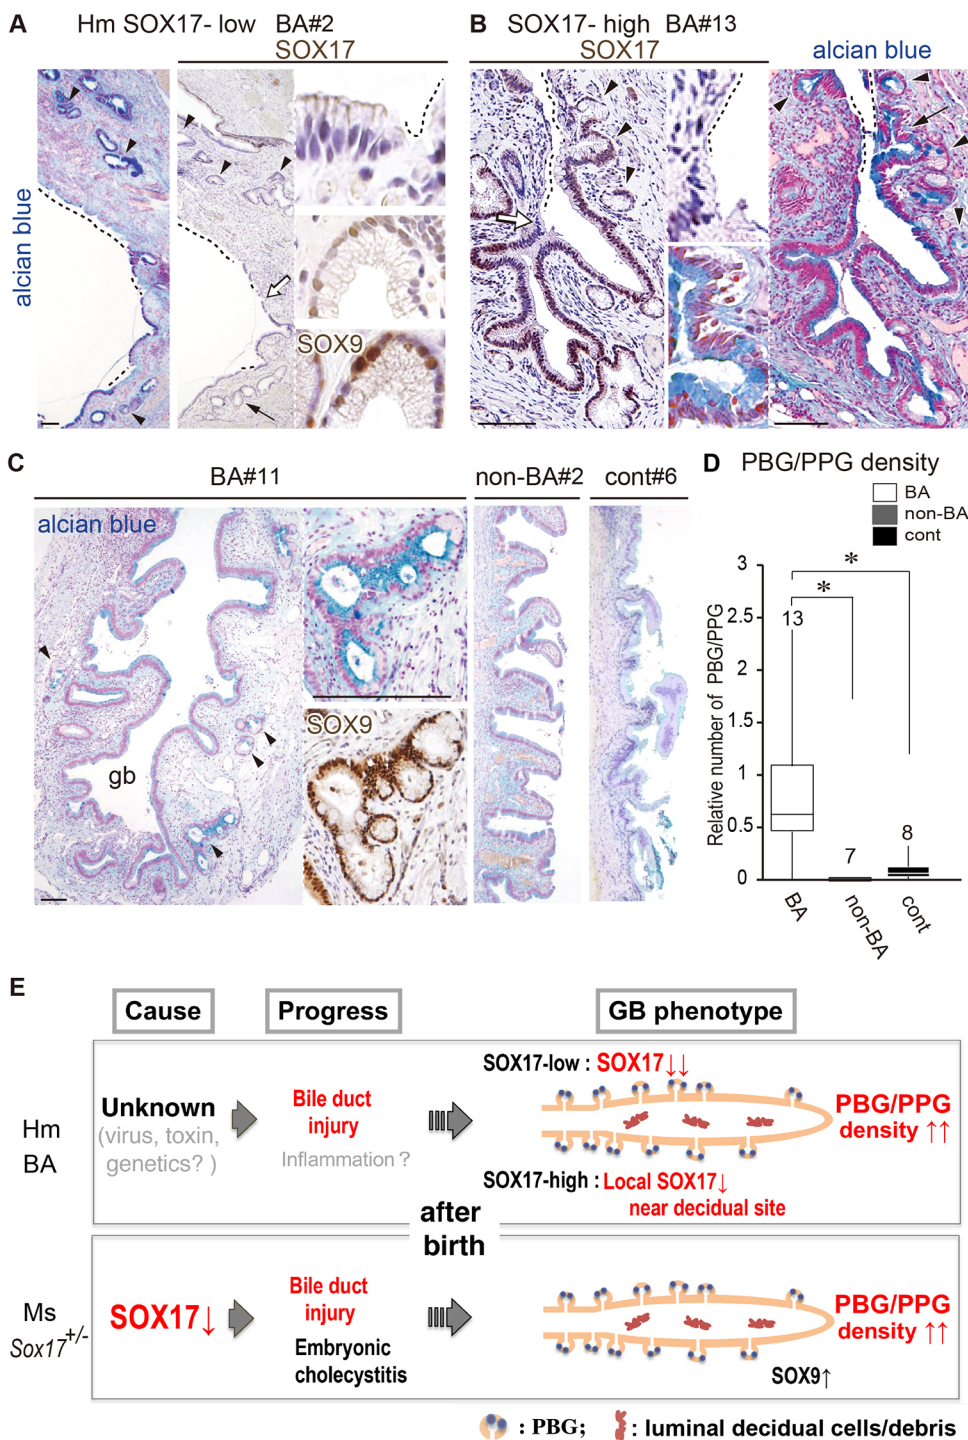 A Hm SOX17- low BA#2
SOX17
alcian blue
SOX9
B SOX17- high BA#13
SOX17
alcian blue
C BA#11 non-BA#2 cont#6
alcian blue
gb
SOX9
D PBG/PPG density
BA
non-BA
cont
Relative number of PBG/PPG
3
2.5
2
1.5
1
0.5
0
*
*
13
7
8
BA
non-BA
cont
E
Cause Progress GB phenotype
Hm
BA
Unknown
(virus, toxin,
genetics? )
Bile duct
injury
Inflammation ?
SOX17-low : SOX17↓↓
PBG/PPG
density ↑↑
SOX17-high : Local SOX17↓
near decidual site
after
birth
Ms
Sox17+/-
SOX17↓
Bile duct
injury
Embryonic
cholecystitis
PBG/PPG
density ↑↑
SOX9↑
: PBG; : luminal decidual cells/debris